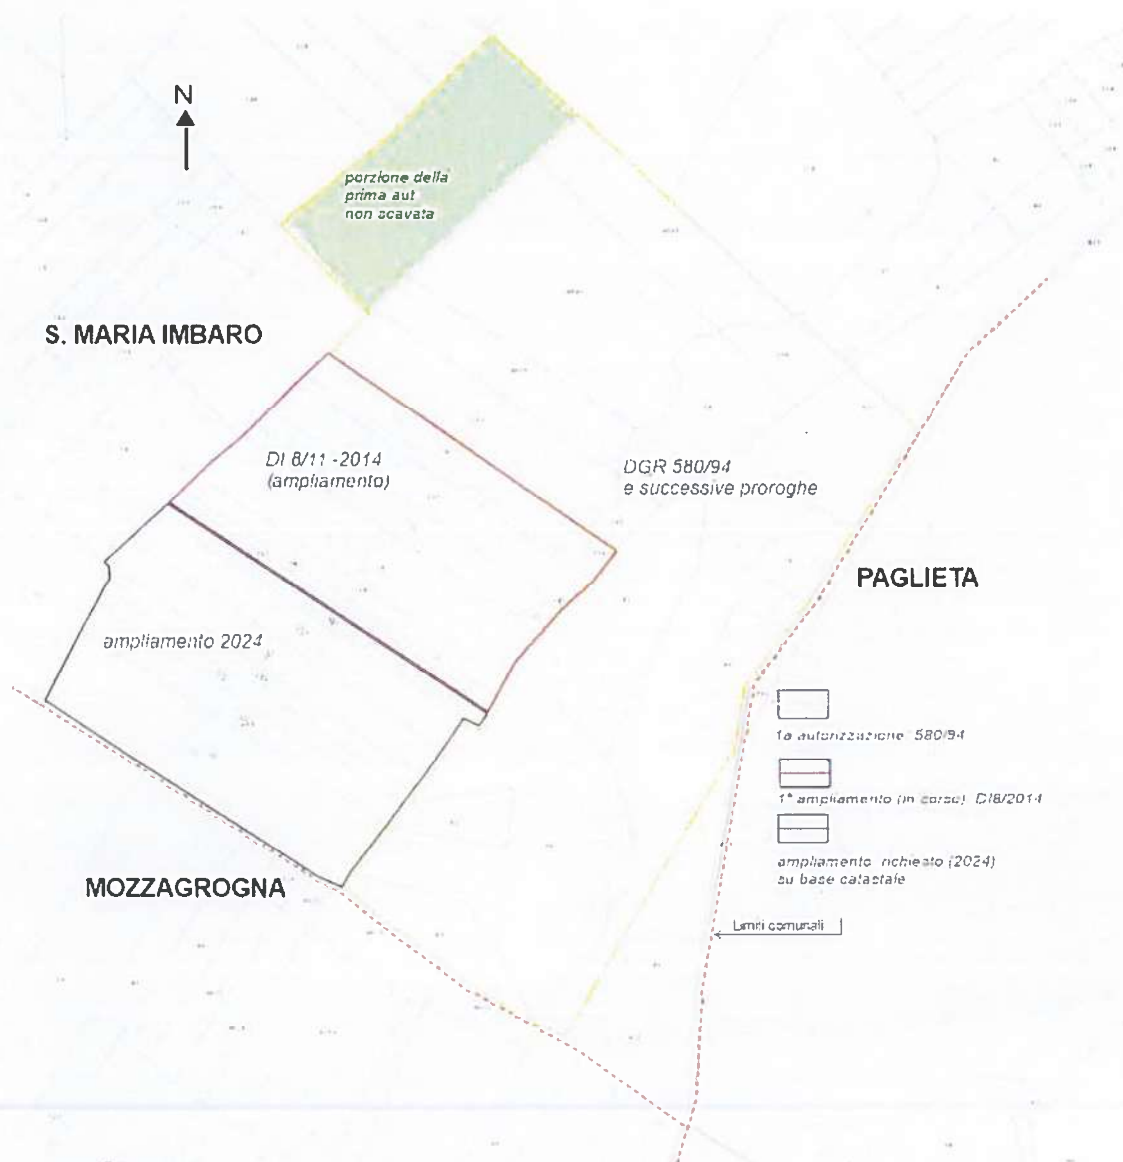 N
porzione della
prima aut
non scavata
S. MARIA IMBARO
DI 8/11 -2014
(ampliamento)
DGR 580/94
e successive proroghe
PAGLIETA
ampliamento 2024
1a autorizzazione 580/94
1° ampliamento (in corso) DI8/2014
ampliamento richiesto (2024)
su base catastale
MOZZAGROGNA
Limiti comunali